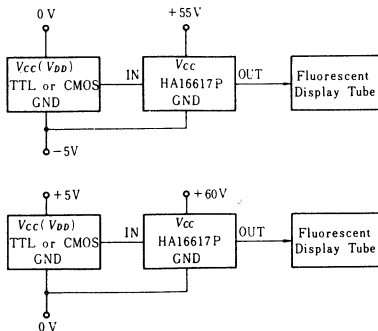 0 V +55V
VCC(VDD) TTL or CMOS GND
IN
VCC HA16617P GND
OUT
Fluorescent Display Tube
−5V
+5V +60V
VCC(VDD) TTL or CMOS GND
IN
VCC HA16617P GND
OUT
Fluorescent Display Tube
0 V